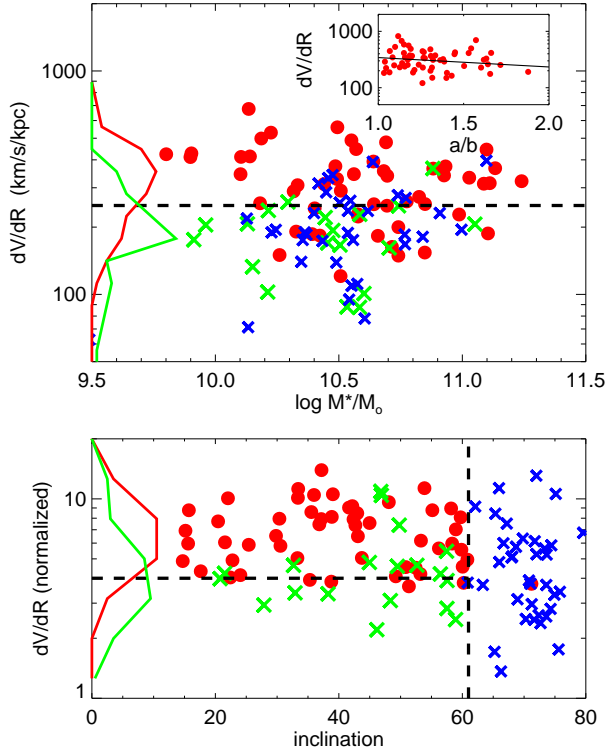 dV/dR
1000
100
1.0 1.5 2.0
a/b
dV/dR (km/s/kpc)
1000
100
9.5 10.0 10.5 11.0 11.5
log M*/M₀
dV/dR (normalized)
10
1
0 20 40 60 80
inclination